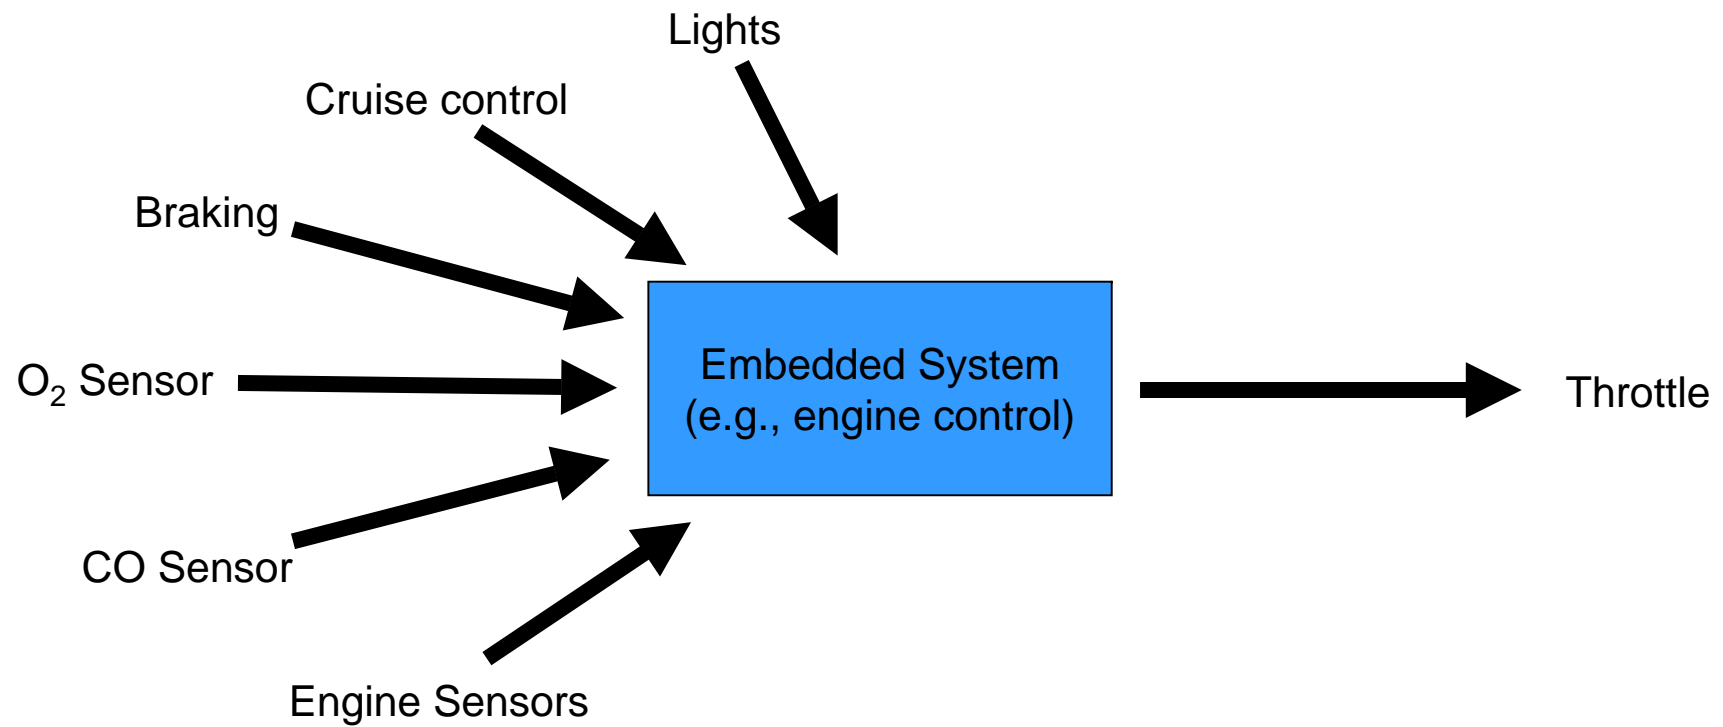 Lights
Cruise control
Braking
O₂ Sensor
Embedded System
(e.g., engine control)
Throttle
CO Sensor
Engine Sensors